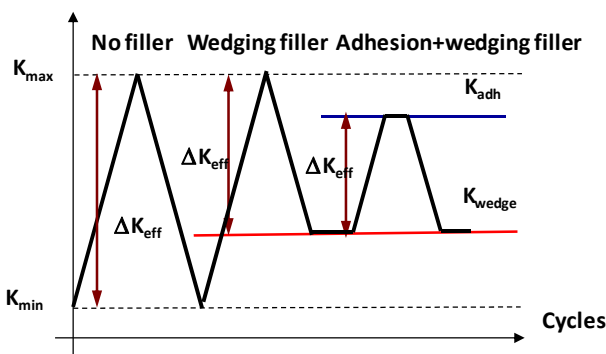 No filler Wedging filler Adhesion+wedging filler
Kmax
Kadh
ΔKeff
ΔKeff
Kwedge
ΔKeff
Kmin
Cycles